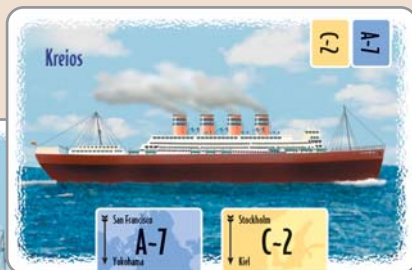 Kreios
C-2
A-7
San Francisco
A-7
Yokohama
Stockholm
C-2
Kiel